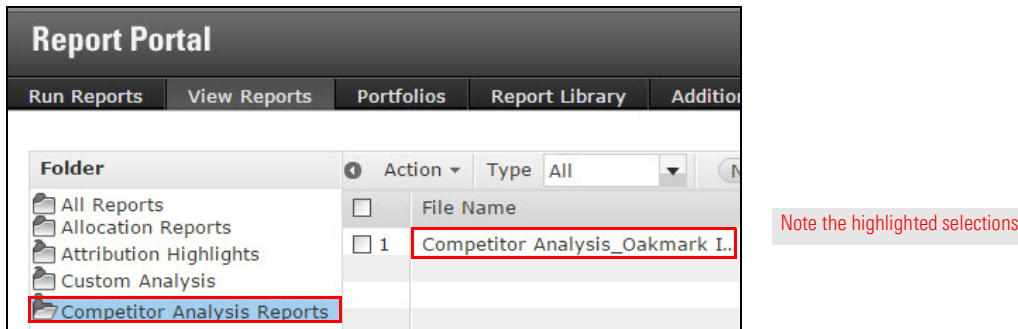 Report Portal
Run Reports View Reports Portfolios Report Library
Folder
Action Type All
All Reports
Allocation Reports
Attribution Highlights
Custom Analysis
Competitor Analysis Reports
File Name
1 Competitor Analysis_Oakmark I...
Note the highlighted selections